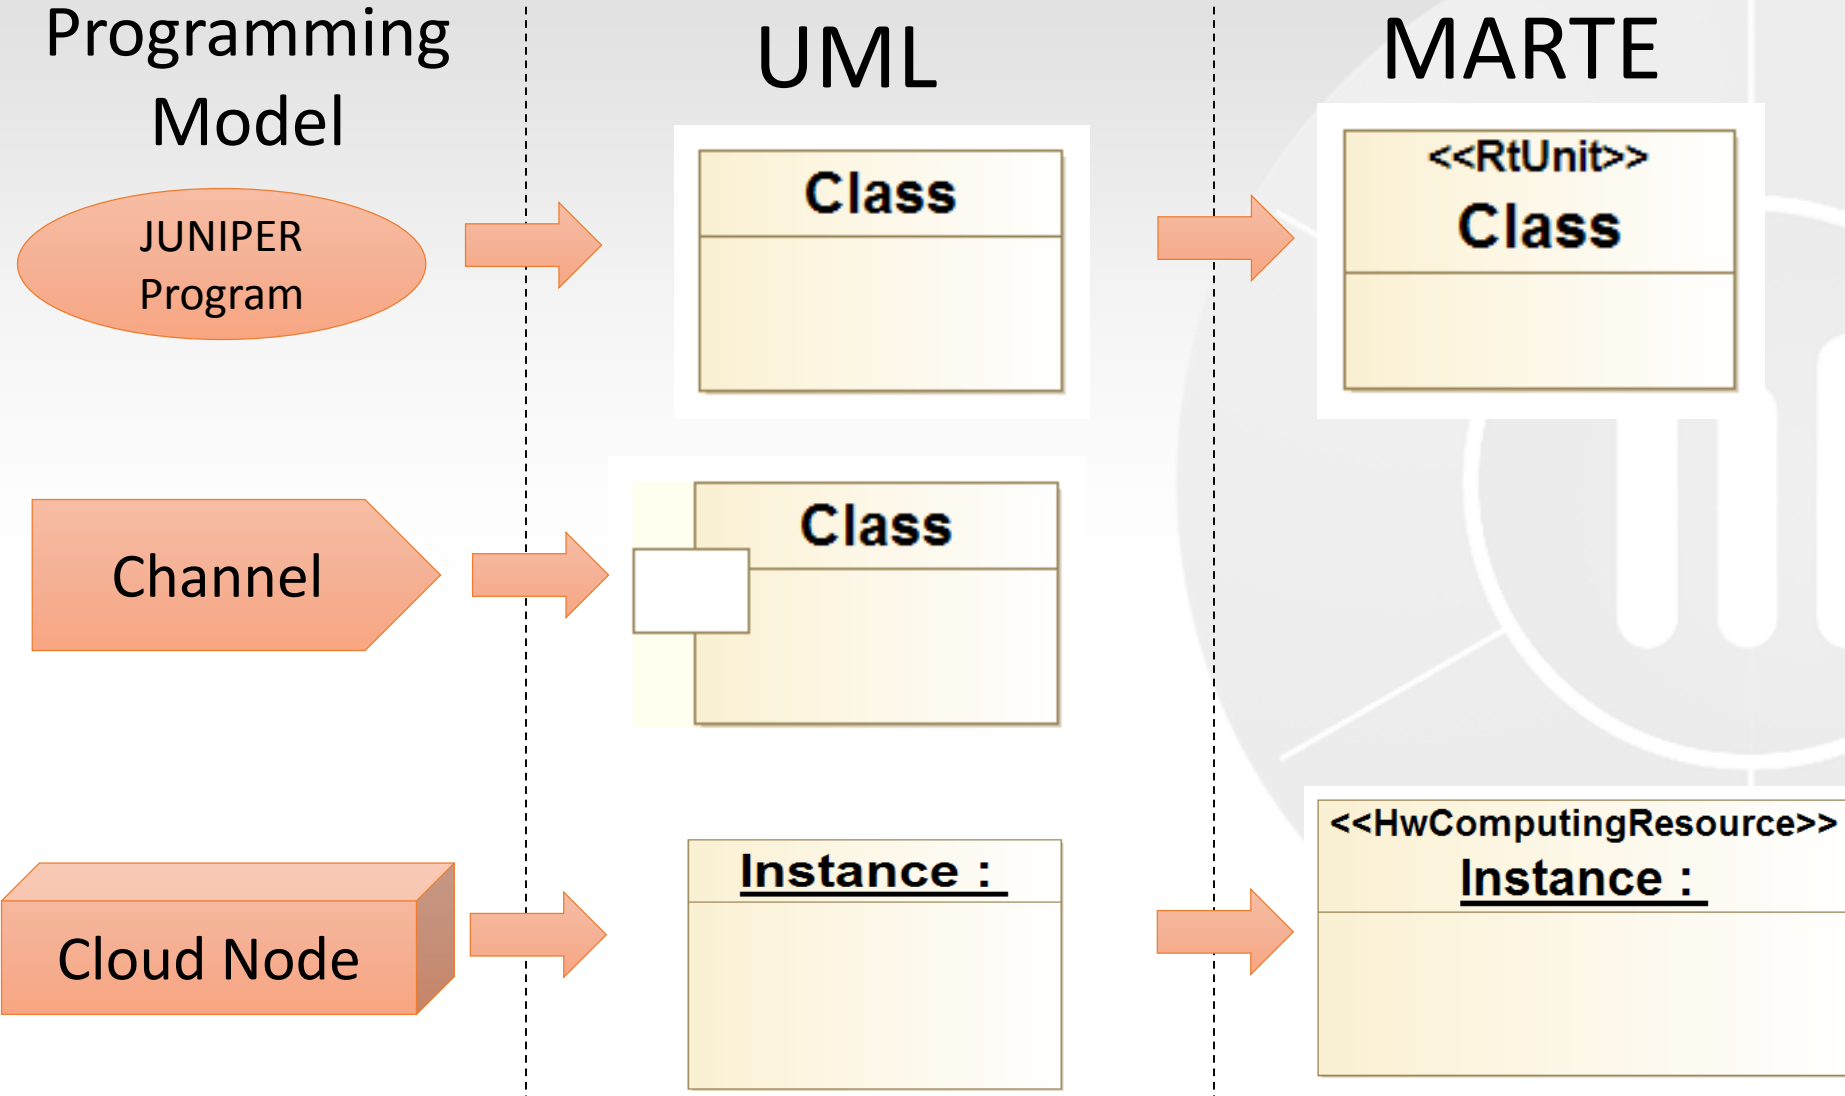 Programming
Model
UML
MARTE
JUNIPER
Program
Class
<<RtUnit>>
Class
Channel
Class
Cloud Node
Instance :
<<HwComputingResource>>
Instance :